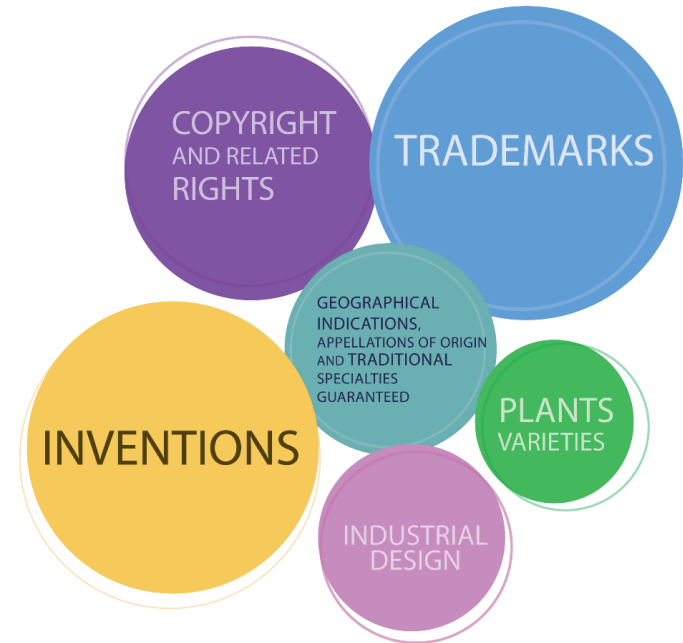 COPYRIGHT
AND RELATED
RIGHTS
TRADEMARKS
GEOGRAPHICAL
INDICATIONS,
APPELLATIONS OF ORIGIN
AND TRADITIONAL
SPECIALTIES
GUARANTEED
PLANTS
VARIETIES
INVENTIONS
INDUSTRIAL
DESIGN